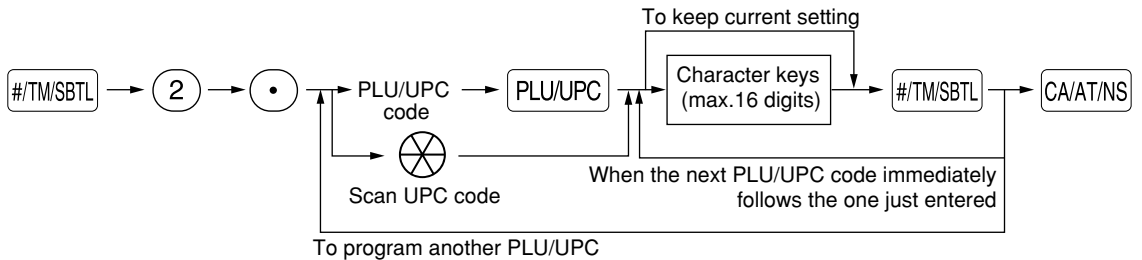 To keep current setting
#/TM/SBTL
2
•
PLU/UPC
code
PLU/UPC
Character keys
(max.16 digits)
#/TM/SBTL
CA/AT/NS
Scan UPC code
When the next PLU/UPC code immediately
follows the one just entered
To program another PLU/UPC